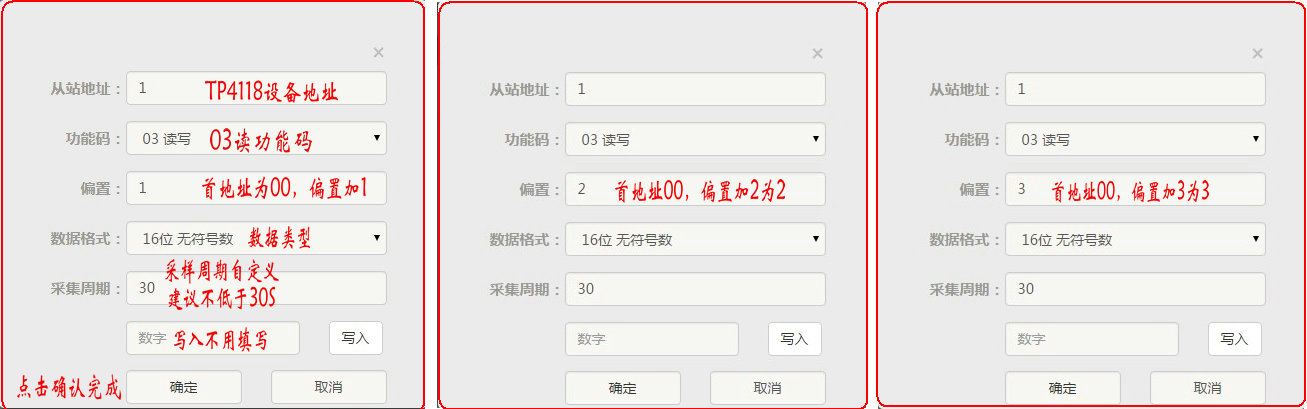 ×
从站地址： 1 TP4118设备地址
功能码： 03 读写 03读功能码
偏置： 1 首地址为00，偏置加1
数据格式： 16位 无符号数 数据类型
采样周期自定义
采集周期： 30
建议不低于30S
数字 写入不用填写 写入
点击确认完成 确定 取消
×
从站地址： 1
功能码： 03 读写
偏置： 2 首地址00，偏置加2为2
数据格式： 16位 无符号数
采集周期： 30
数字 写入
确定 取消
×
从站地址： 1
功能码： 03 读写
偏置： 3 首地址00，偏置加3为3
数据格式： 16位 无符号数
采集周期： 30
数字 写入
确定 取消